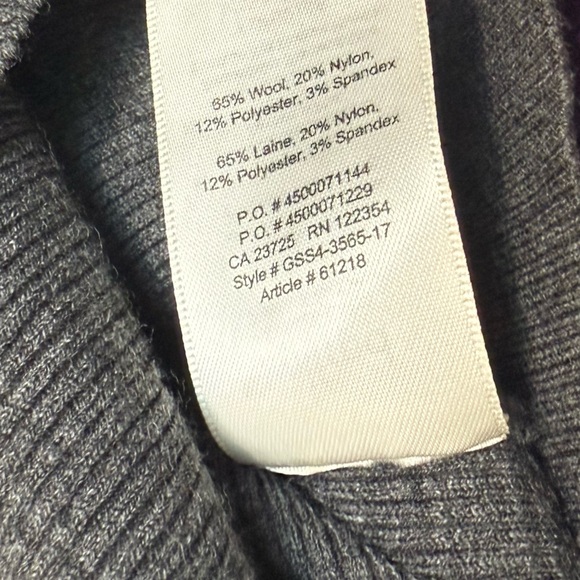 65% Wool, 20% Nylon,
12% Polyester, 3% Spandex
65% Laine, 20% Nylon,
12% Polyester, 3% Spandex
P.O. # 4500071144
P.O. # 4500071229
CA 23725 RN 122354
Style # GSS4-3565-17
Article # 61218